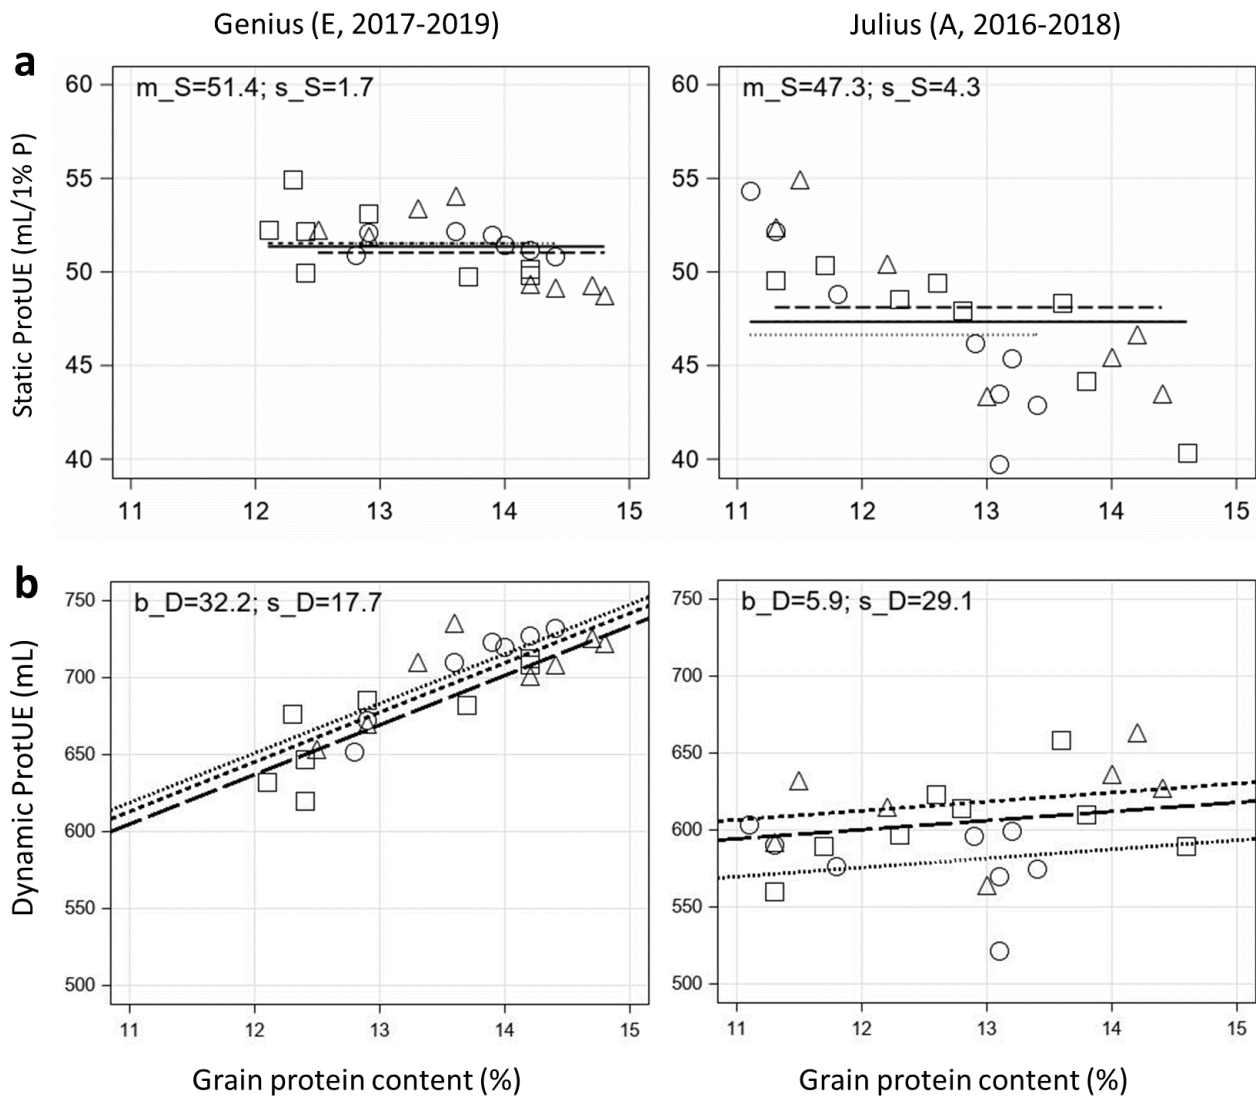 Genius (E, 2017-2019)
Julius (A, 2016-2018)
a
Static ProtUE (mL/1% P)
m_S=51.4; s_S=1.7
60
55
50
45
40
11 12 13 14 15
m_S=47.3; s_S=4.3
60
55
50
45
40
11 12 13 14 15
b
Dynamic ProtUE (mL)
b_D=32.2; s_D=17.7
750
700
650
600
550
500
11 12 13 14 15
b_D=5.9; s_D=29.1
750
700
650
600
550
500
11 12 13 14 15
Grain protein content (%)
Grain protein content (%)